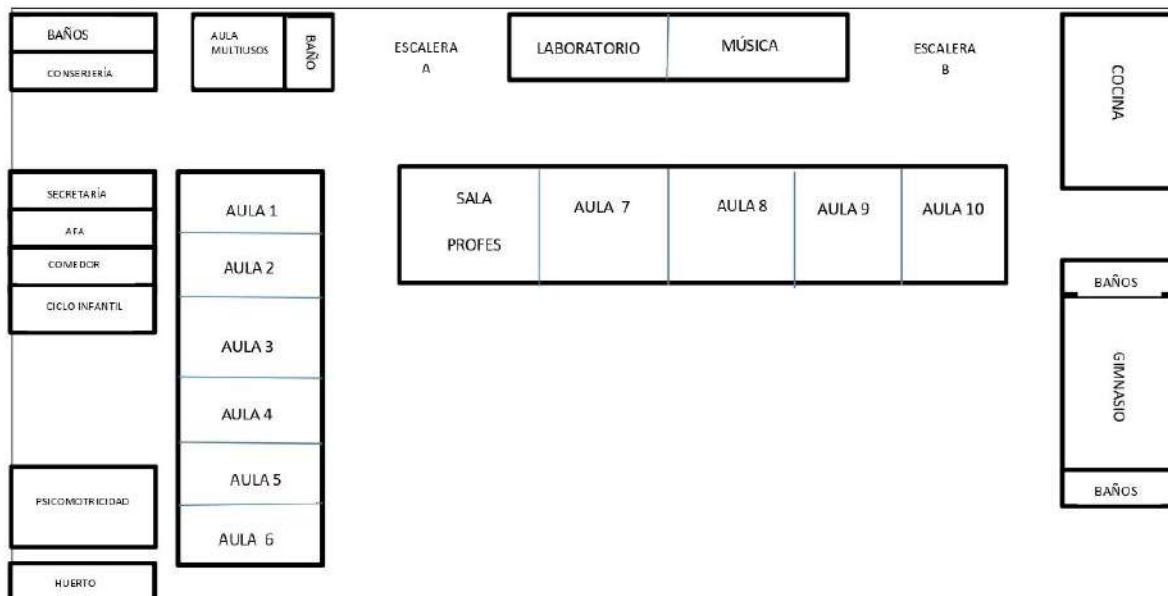 BAÑOS
CONSERJERÍA
AULA
MULTIUSOS
BAÑO
ESCALERA
A
LABORATORIO
MÚSICA
ESCALERA
B
COCINA
SECRETARÍA
AFA
COMEDOR
CICLO INFANTIL
AULA 1
AULA 2
AULA 3
AULA 4
AULA 5
AULA 6
SALA
PROFES
AULA 7
AULA 8
AULA 9
AULA 10
BAÑOS
GIMNASIO
BAÑOS
PSICOMOTRICIDAD
HUERTO